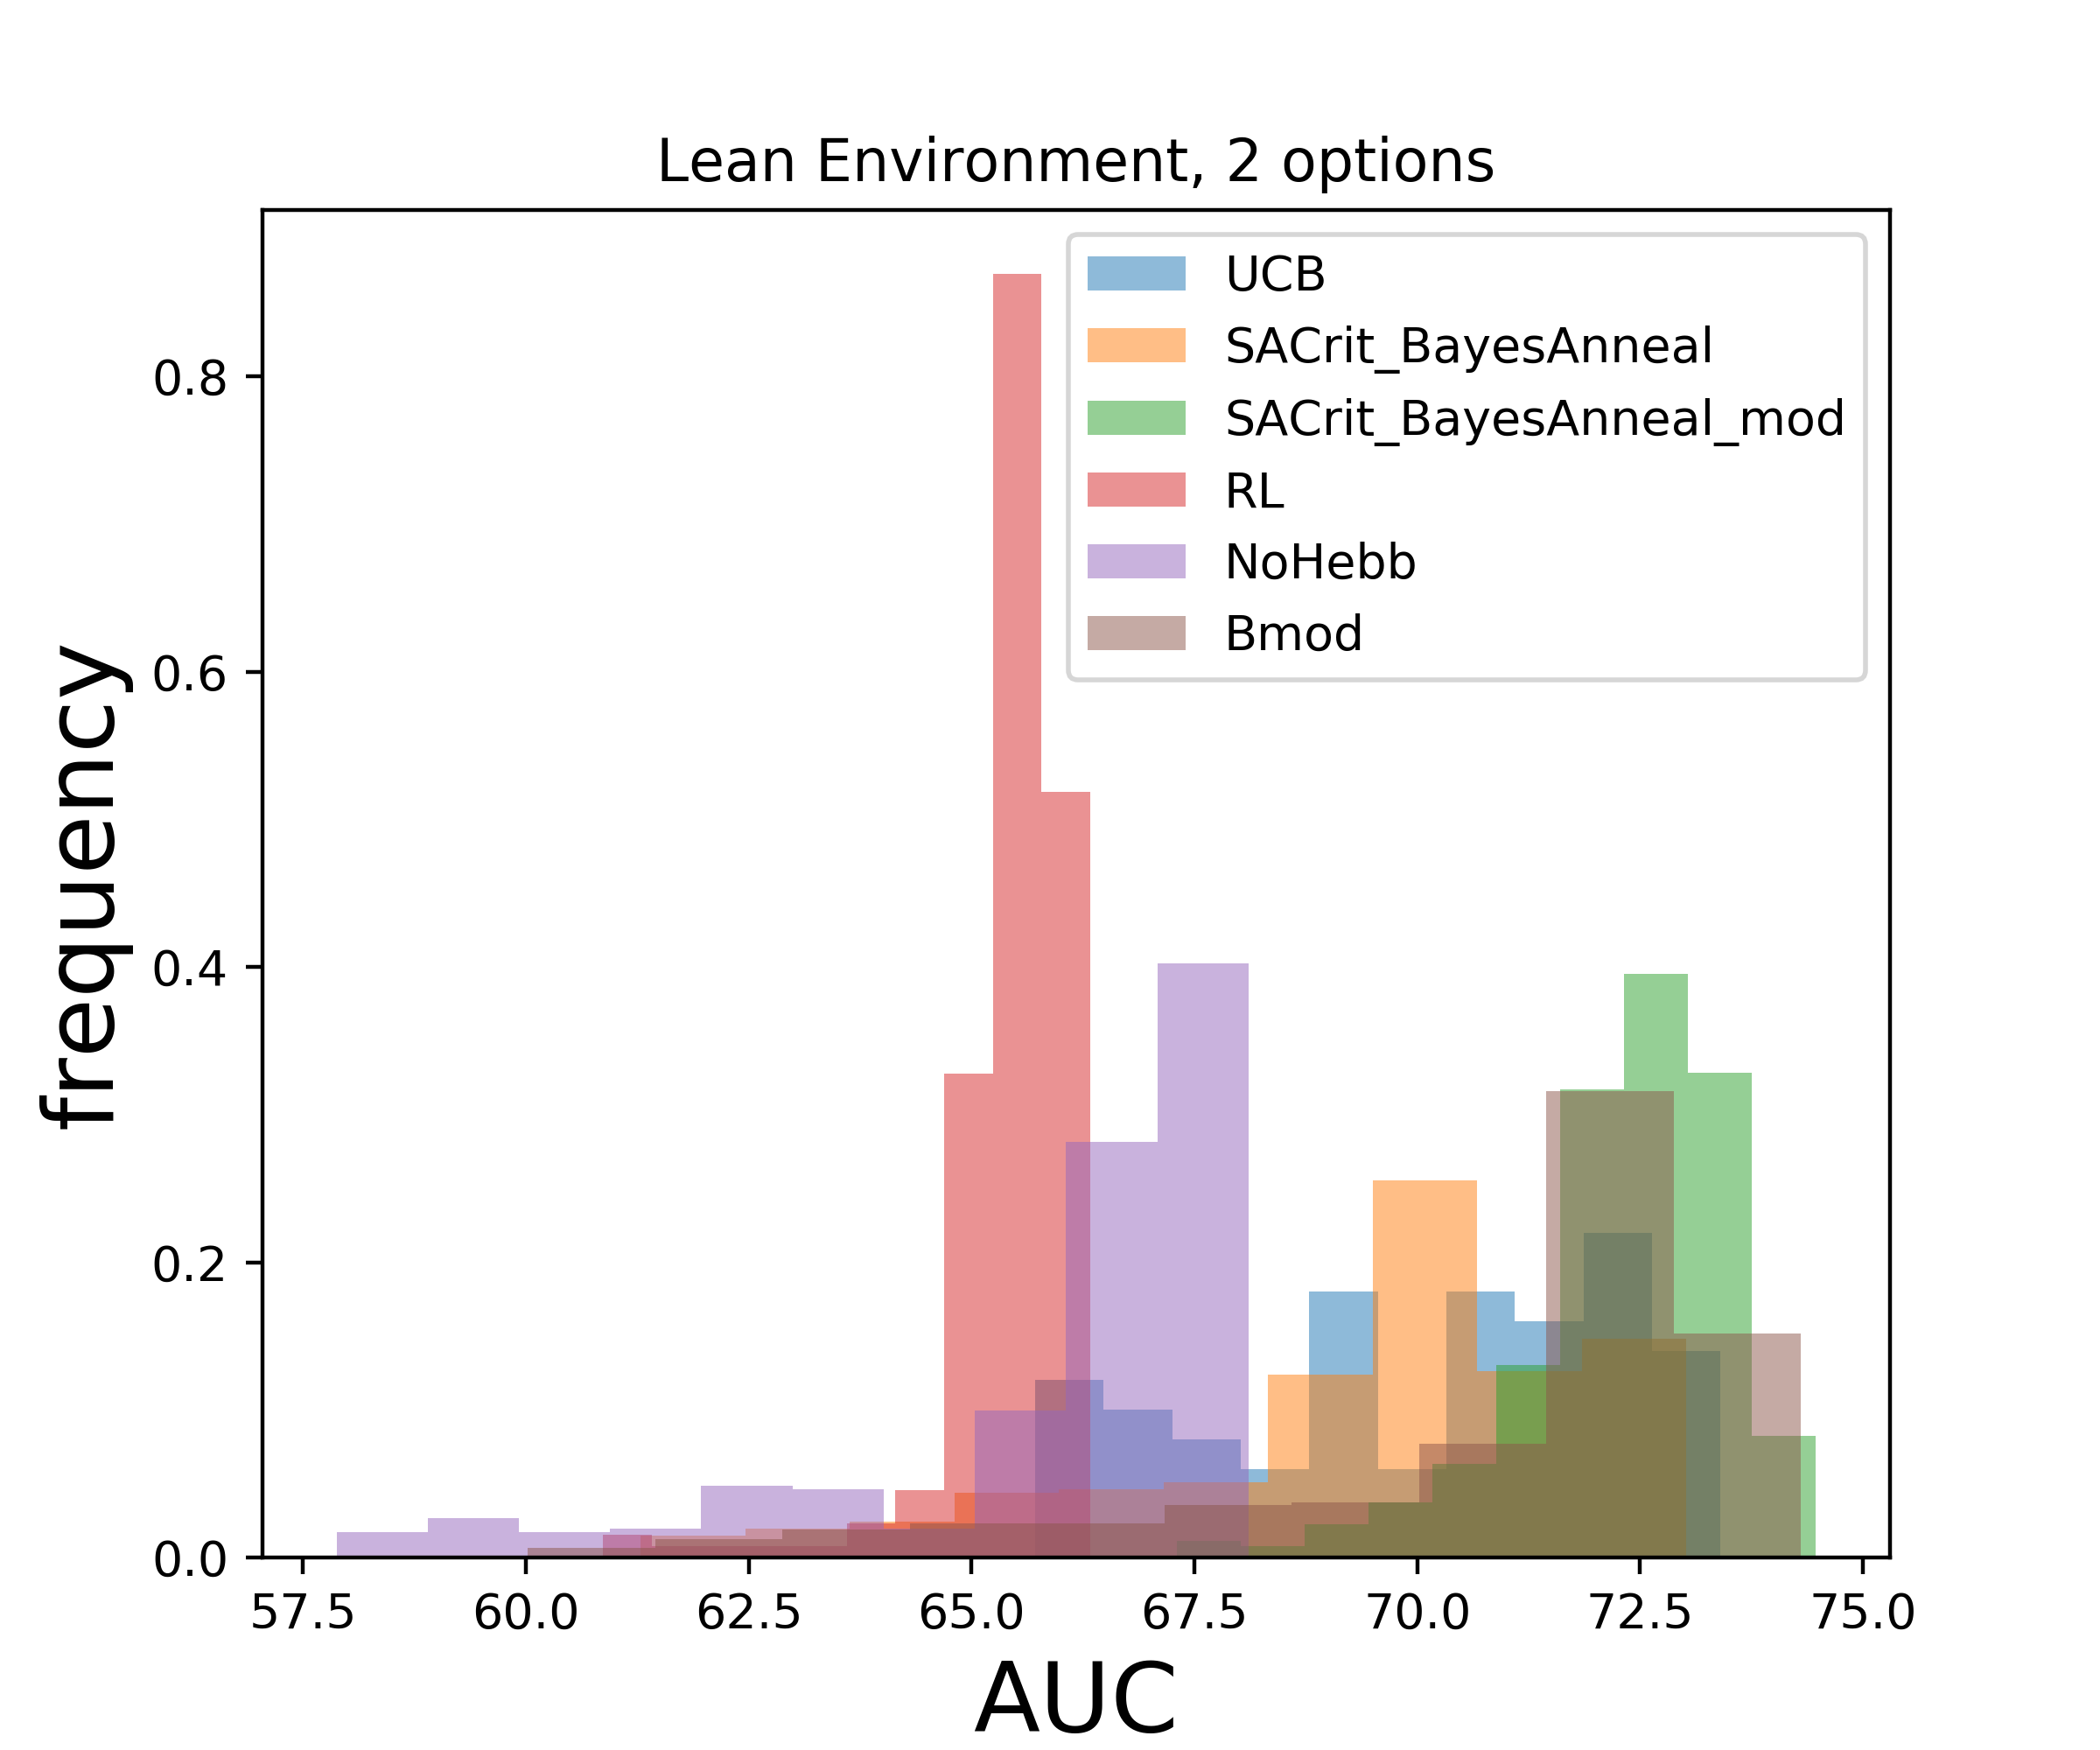 Lean Environment, 2 options
UCB
SACrit_BayesAnneal
SACrit_BayesAnneal_mod
RL
NoHebb
Bmod
frequency
0.8
0.6
0.4
0.2
0.0
57.5 60.0 62.5 65.0 67.5 70.0 72.5 75.0
AUC